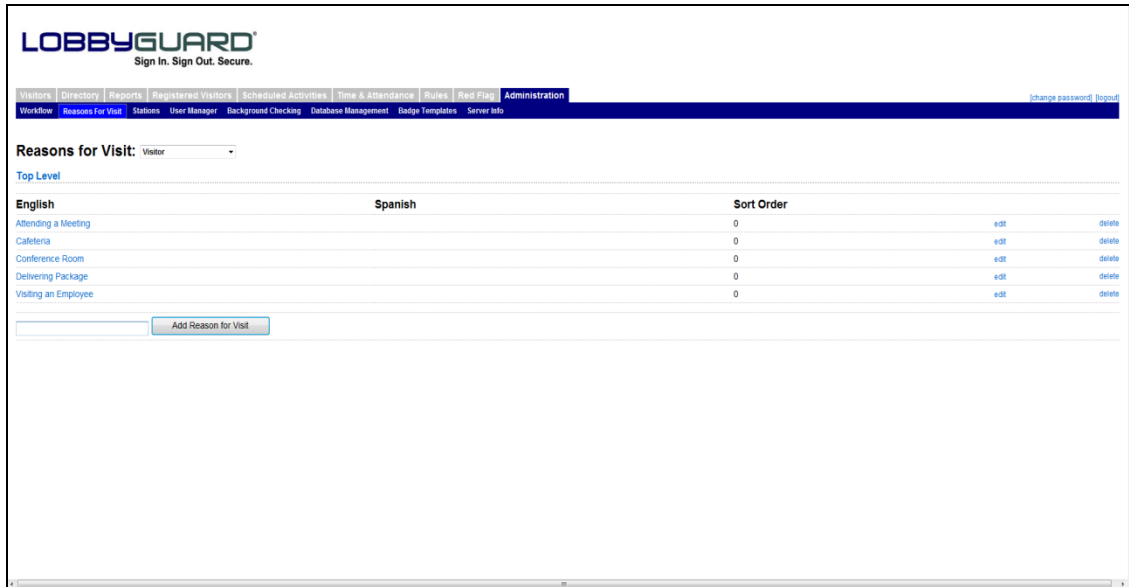 LOBBYGUARD®
Sign In. Sign Out. Secure.
Visitors Directory Reports Registered Visitors Scheduled Activities Time & Attendance Rules Red Flag Administration
[change password] [logout]
Workflow Reasons For Visit Stations User Manager Background Checking Database Management Badge Templates Server Info
Reasons for Visit: Visitor
Top Level
English Spanish Sort Order
Attending a Meeting 0 edit delete
Cafeteria 0 edit delete
Conference Room 0 edit delete
Delivering Package 0 edit delete
Visiting an Employee 0 edit delete
Add Reason for Visit